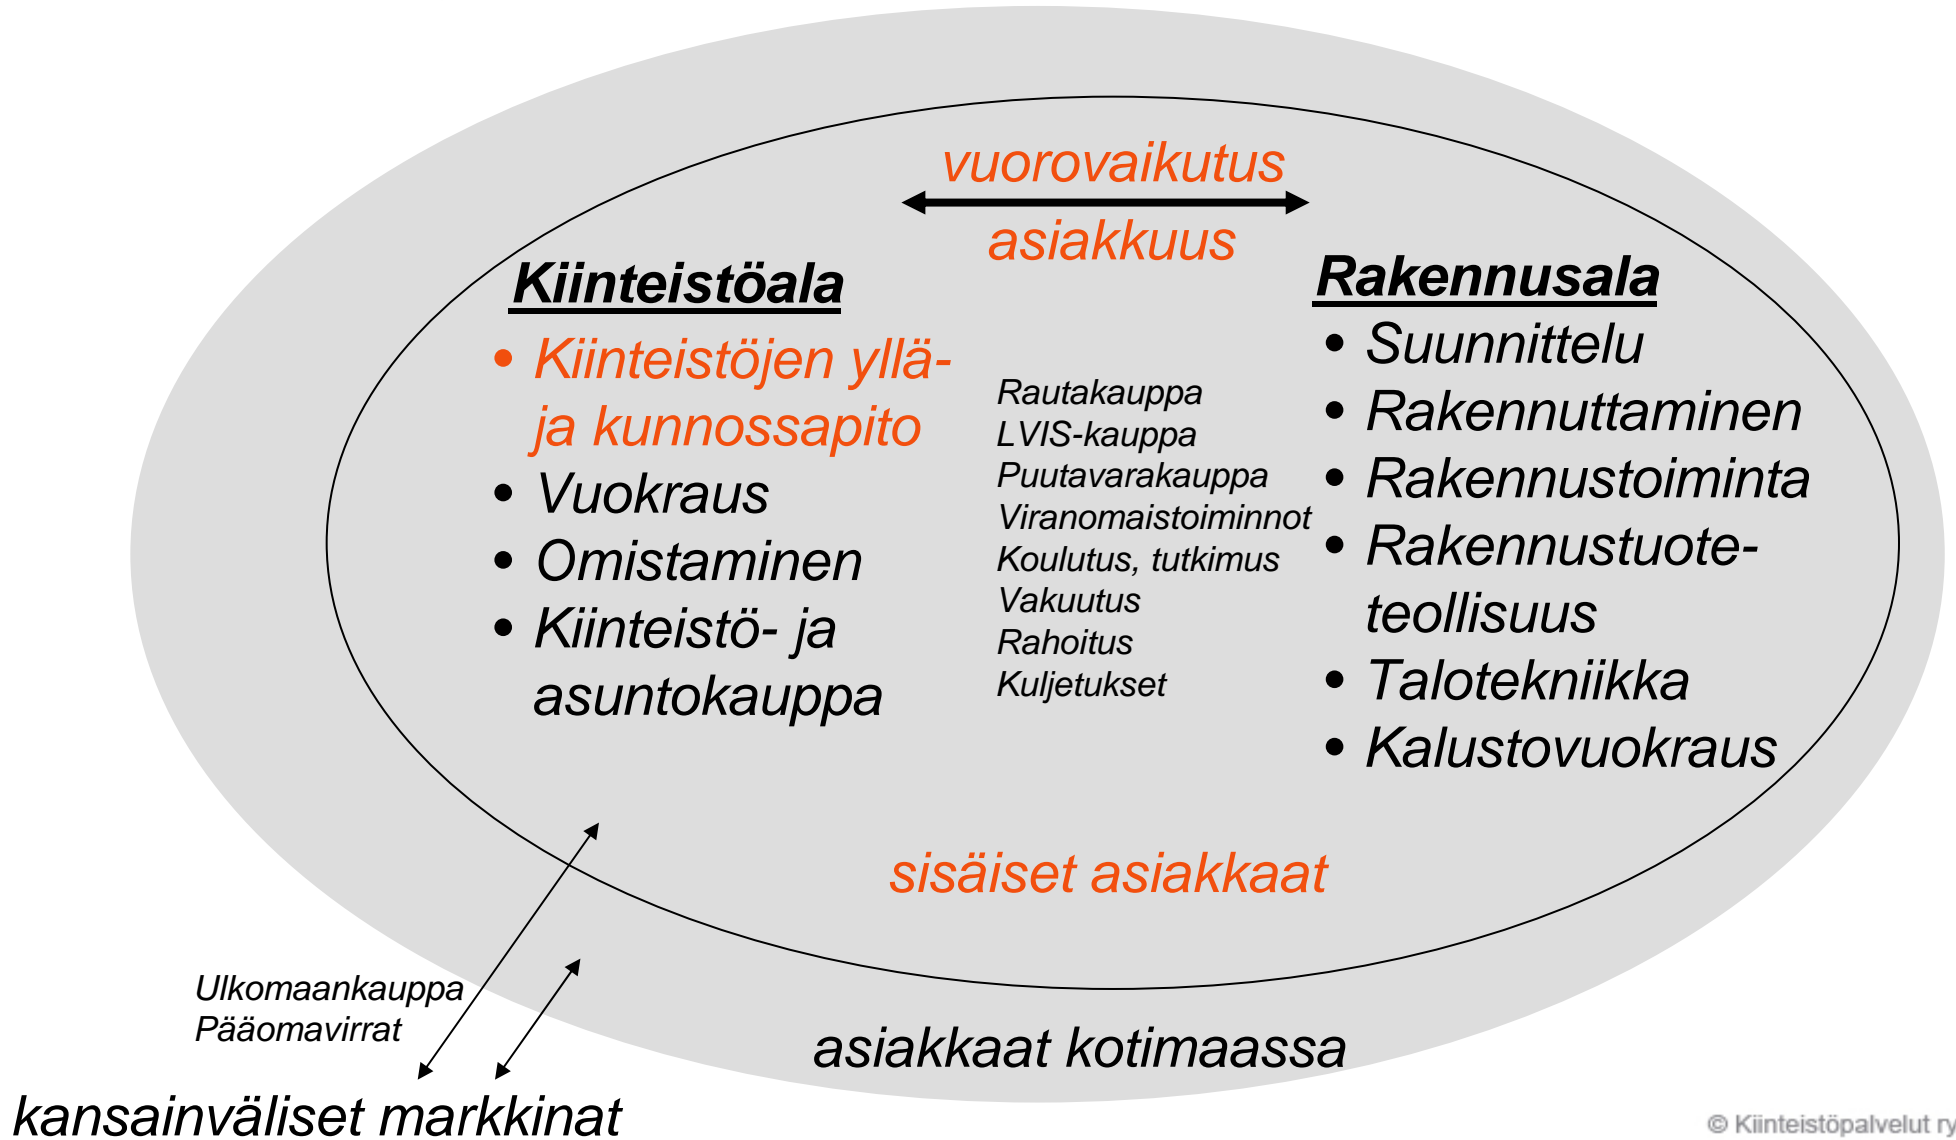 vuorovaikutus
asiakkuus
Kiinteistöala
• Kiinteistöjen yllä-
ja kunnossapito
• Vuokraus
• Omistaminen
• Kiinteistö- ja
asuntokauppa
Rautakauppa
LVIS-kauppa
Puutavarakauppa
Viranomaistoiminnot
Koulutus, tutkimus
Vakuutus
Rahoitus
Kuljetukset
Rakennusala
• Suunnittelu
• Rakennuttaminen
• Rakennustoiminta
• Rakennustuote-
teollisuus
• Talotekniikka
• Kalustovuokraus
sisäiset asiakkaat
Ulkomaankauppa
Pääomavirrat
asiakkaat kotimaassa
kansainväliset markkinat
© Kiinteistöpalvelut ry